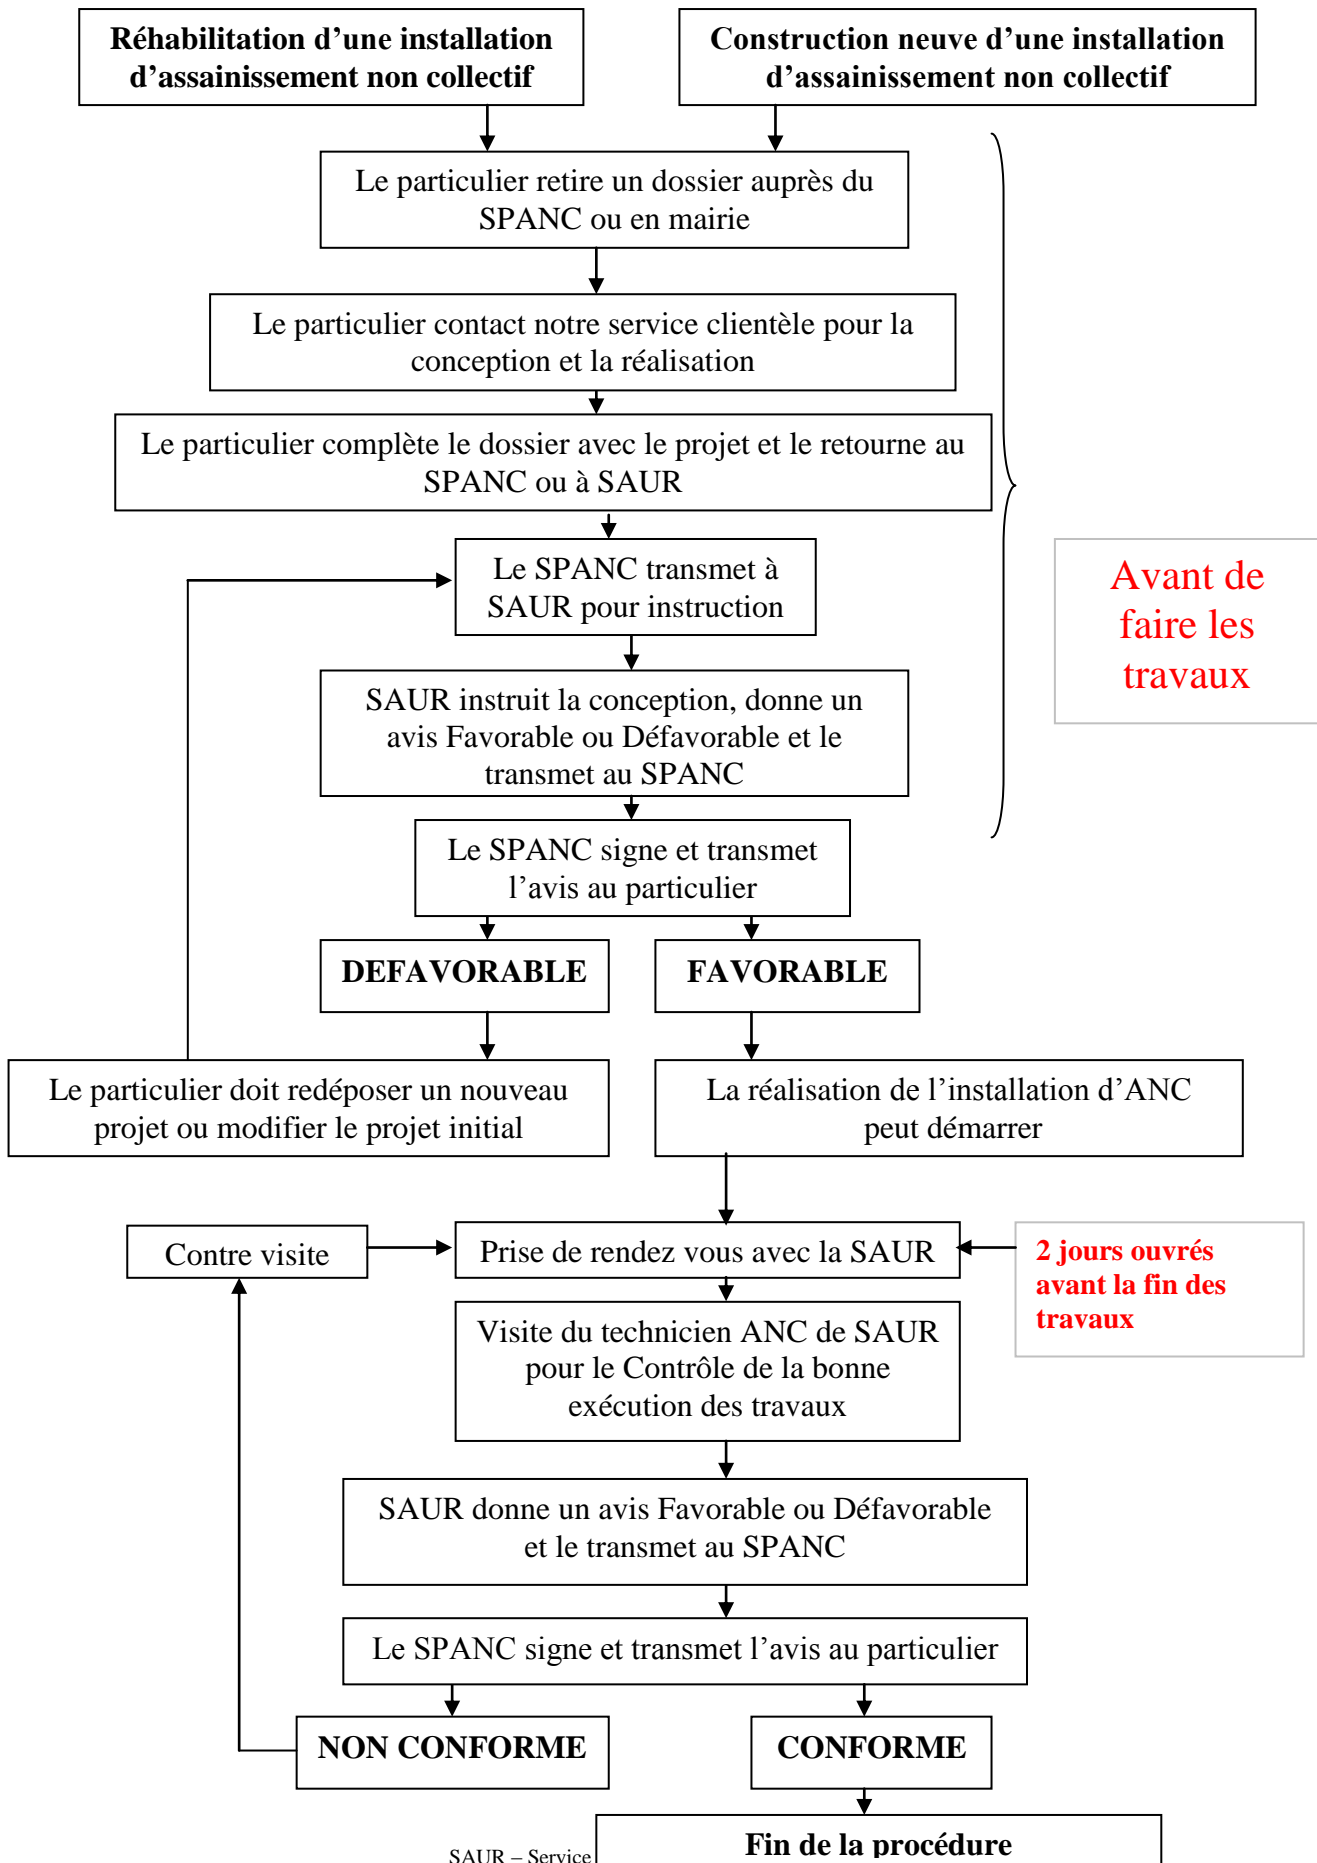 Réhabilitation d’une installation
d’assainissement non collectif
Construction neuve d’une installation
d’assainissement non collectif
Le particulier retire un dossier auprès du
SPANC ou en mairie
Le particulier contact notre service clientèle pour la
conception et la réalisation
Le particulier complète le dossier avec le projet et le retourne au
SPANC ou à SAUR
Le SPANC transmet à
SAUR pour instruction
Avant de
faire les
travaux
SAUR instruit la conception, donne un
avis Favorable ou Défavorable et le
transmet au SPANC
Le SPANC signe et transmet
l’avis au particulier
DEFAVORABLE
FAVORABLE
Le particulier doit redéposer un nouveau
projet ou modifier le projet initial
La réalisation de l’installation d’ANC
peut démarrer
Contre visite
Prise de rendez vous avec la SAUR
2 jours ouvrés
avant la fin des
travaux
Visite du technicien ANC de SAUR
pour le Contrôle de la bonne
exécution des travaux
SAUR donne un avis Favorable ou Défavorable
et le transmet au SPANC
Le SPANC signe et transmet l’avis au particulier
NON CONFORME
CONFORME
Fin de la procédure
SAUR – Service